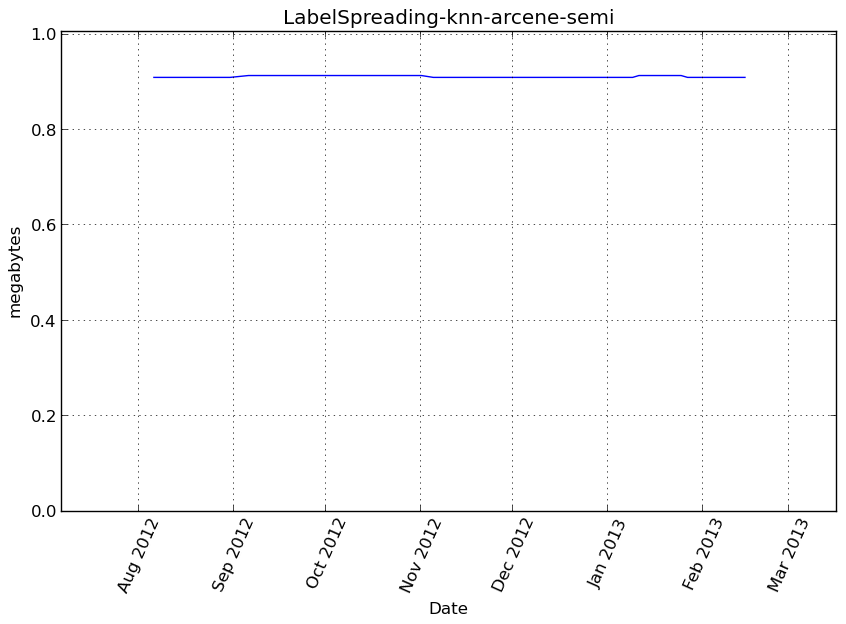 LabelSpreading-knn-arcene-semi
1.0
0.8
0.6
0.4
0.2
0.0
megabytes
Aug 2012
Sep 2012
Oct 2012
Nov 2012
Dec 2012
Jan 2013
Feb 2013
Mar 2013
Date